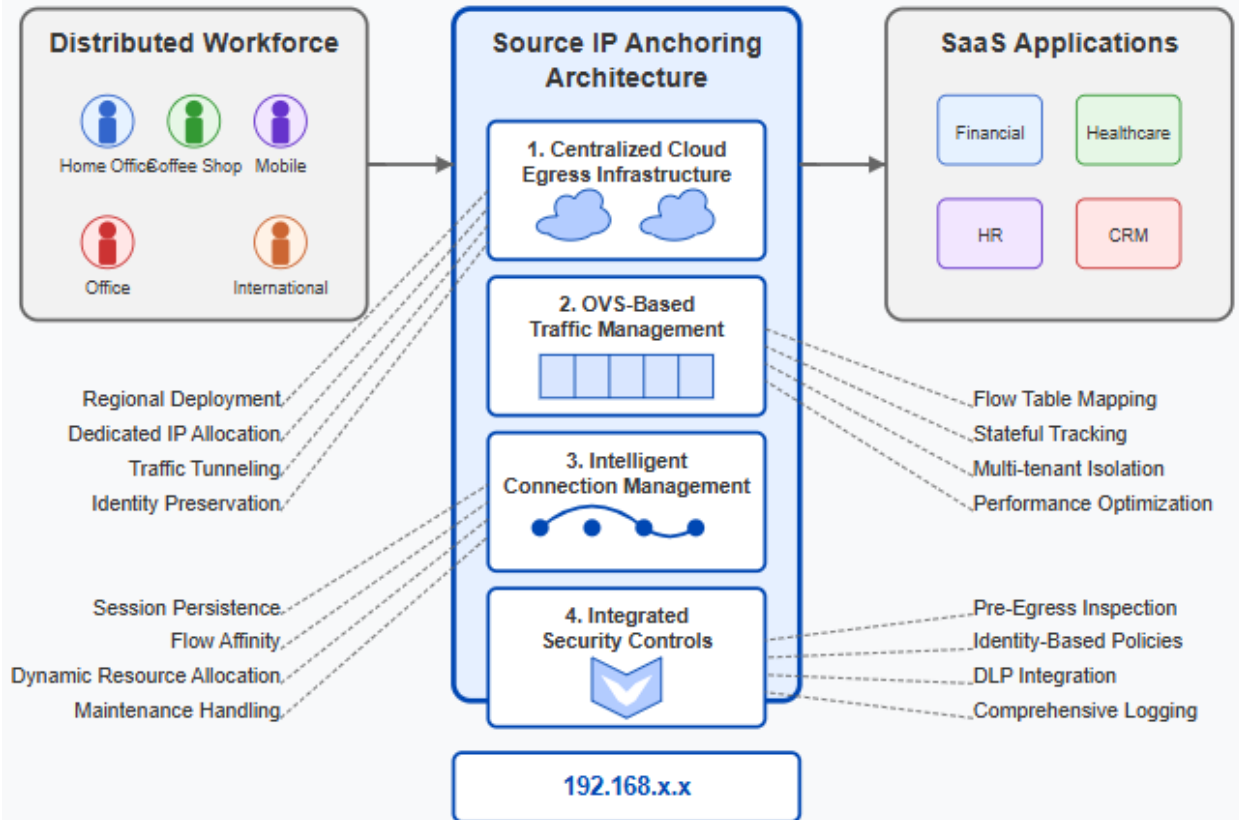 Distributed Workforce
Home Office
Coffee Shop
Mobile
Office
International
Source IP Anchoring
Architecture
1. Centralized Cloud
Egress Infrastructure
2. OVS-Based
Traffic Management
3. Intelligent
Connection Management
4. Integrated
Security Controls
192.168.x.x
SaaS Applications
Financial
Healthcare
HR
CRM
Regional Deployment
Dedicated IP Allocation
Traffic Tunneling
Identity Preservation
Flow Table Mapping
Stateful Tracking
Multi-tenant Isolation
Performance Optimization
Session Persistence
Flow Affinity
Dynamic Resource Allocation
Maintenance Handling
Pre-Egress Inspection
Identity-Based Policies
DLP Integration
Comprehensive Logging